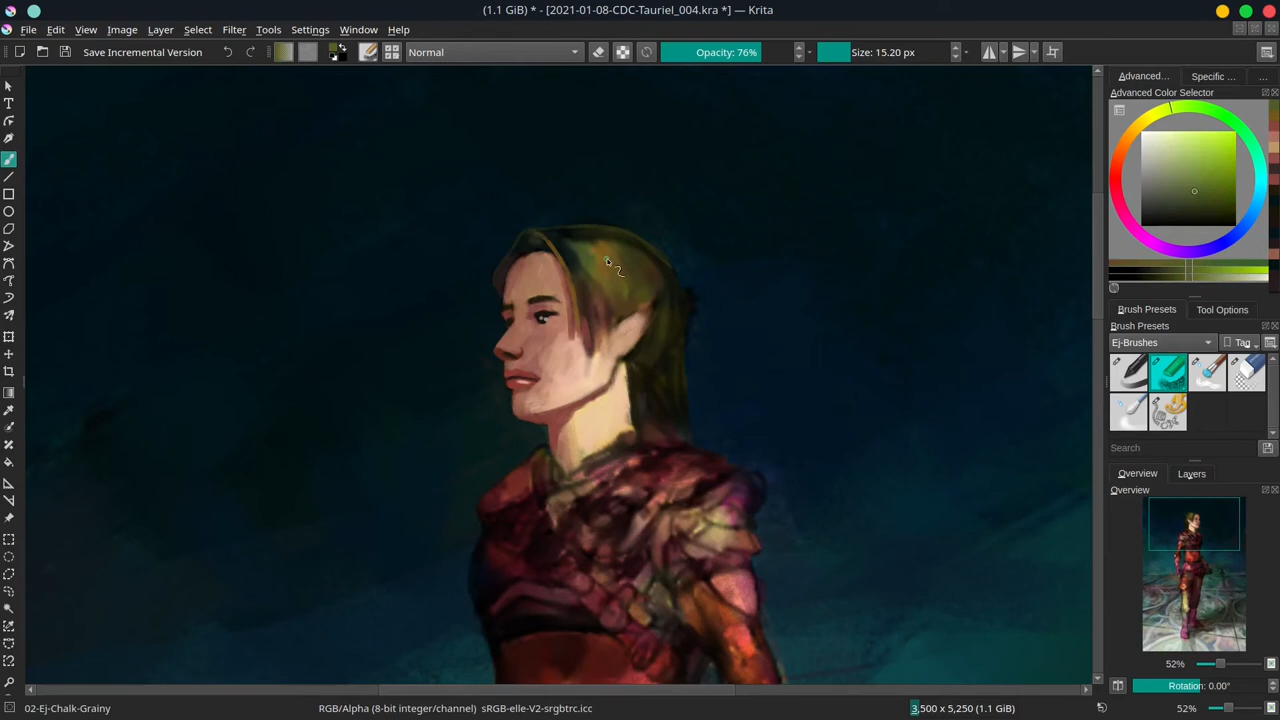 (1.1 GiB) * - [2021-01-08-CDC-Tauriel_004.kra *] — Krita
File Edit View Image Layer Select Filter Tools Settings Window Help
Save Incremental Version
Normal
Opacity: 76%
Size: 15.20 px
Advanced... Specific ... ...
Advanced Color Selector
Brush Presets Tool Options
Brush Presets
Ej-Brushes
Tag
Search
Overview Layers
Overview
52%
Rotation: 0.00°
02-Ej-Chalk-Grainy
RGB/Alpha (8-bit integer/channel) sRGB-elle-V2-srgbtrc.icc
3,500 x 5,250 (1.1 GiB)
52%